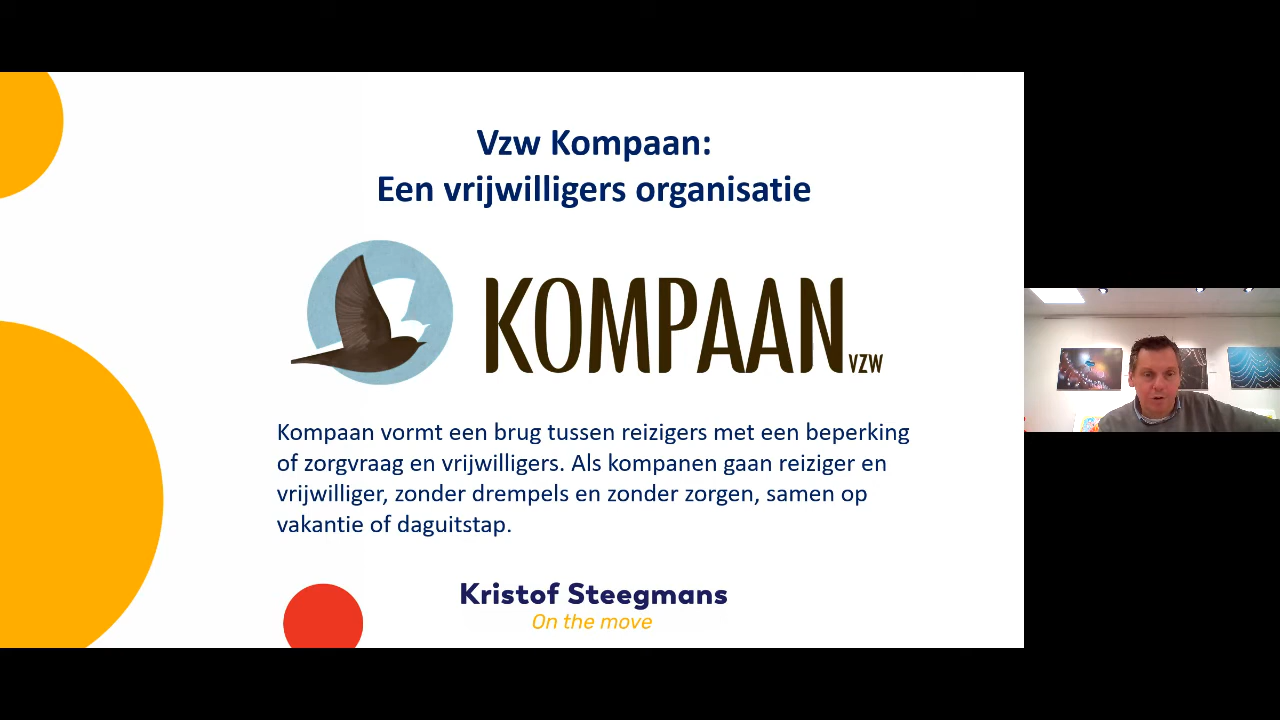 Vzw Kompaan:
Een vrijwilligers organisatie
KOMPAAN VZW
Kompaan vormt een brug tussen reizigers met een beperking
of zorgvraag en vrijwilligers. Als kompanen gaan reiziger en
vrijwilliger, zonder drempels en zonder zorgen, samen op
vakantie of daguitstap.
Kristof Steegmans
On the move